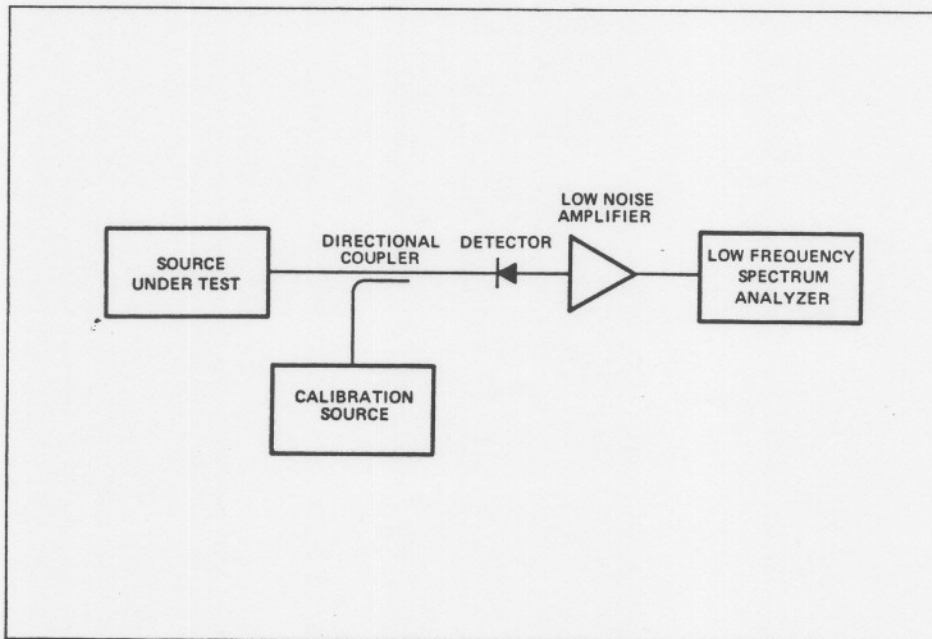 SOURCE
UNDER TEST
DIRECTIONAL
COUPLER
DETECTOR
LOW NOISE
AMPLIFIER
LOW FREQUENCY
SPECTRUM
ANALYZER
CALIBRATION
SOURCE